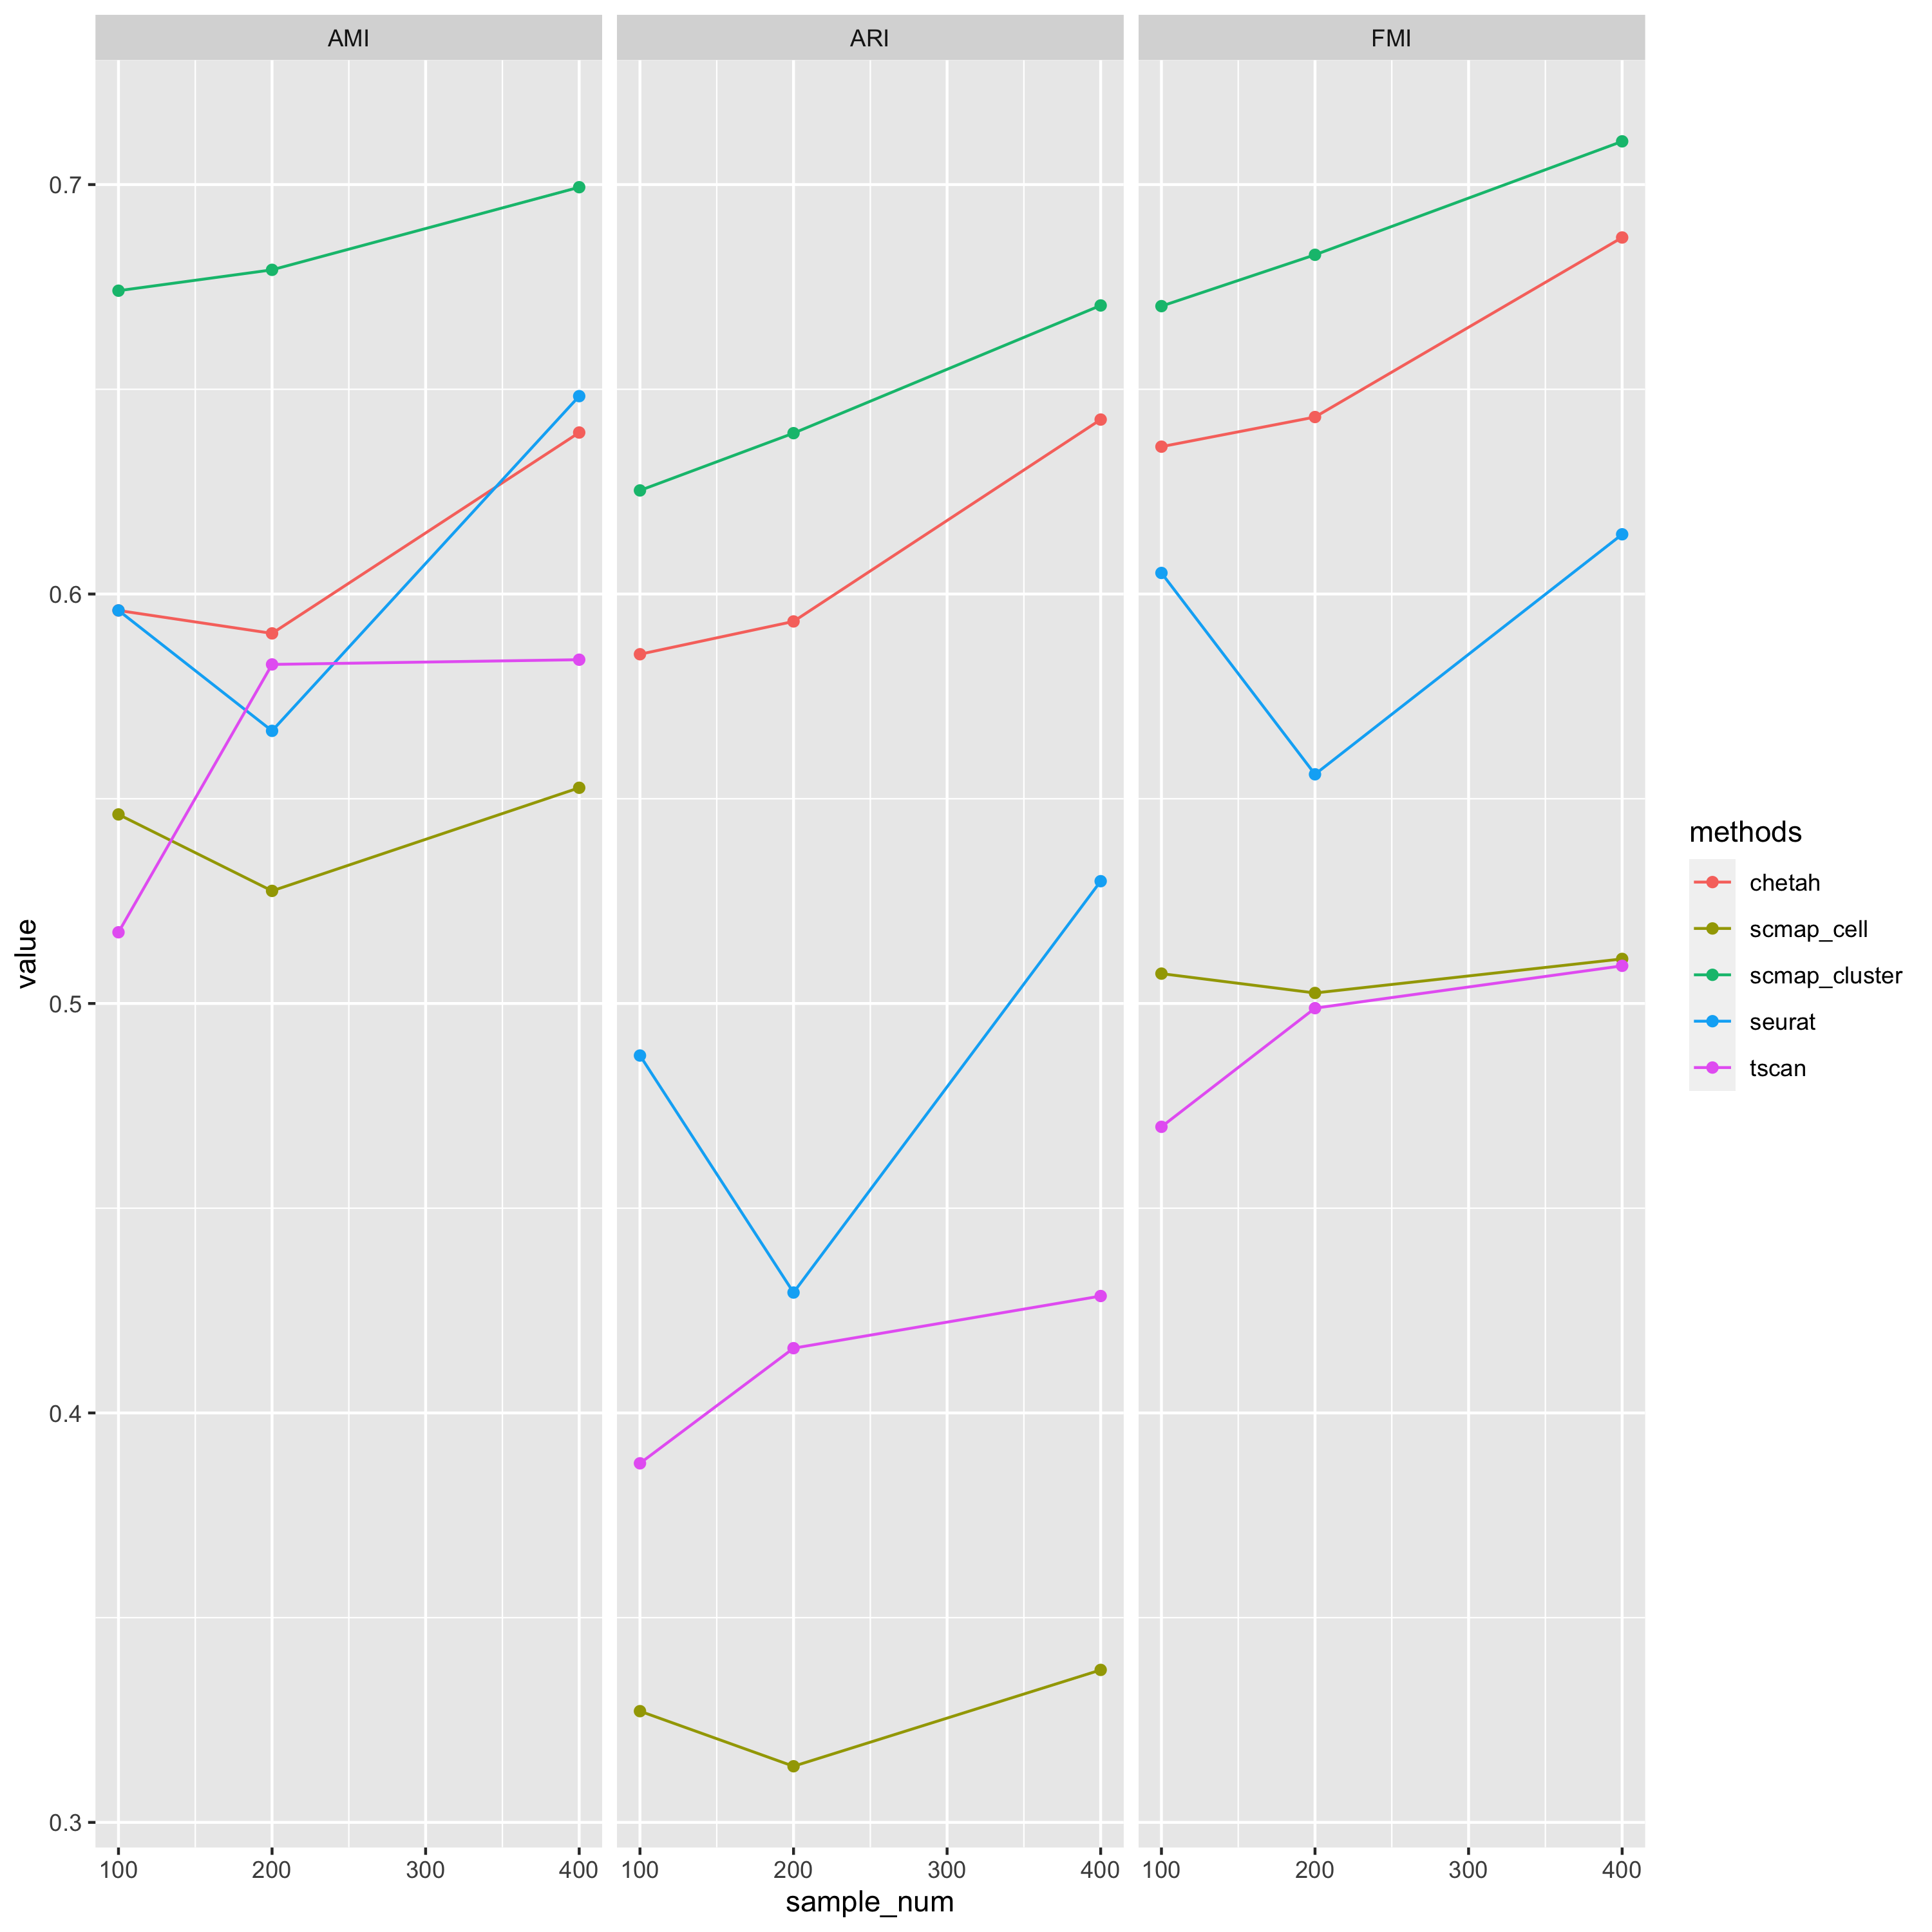 AMI ARI FMI
0.7
0.6
0.5
0.4
0.3
value
100 200 300 400 100 200 300 400 100 200 300 400
sample_num
methods
chetah
scmap_cell
scmap_cluster
seurat
tscan